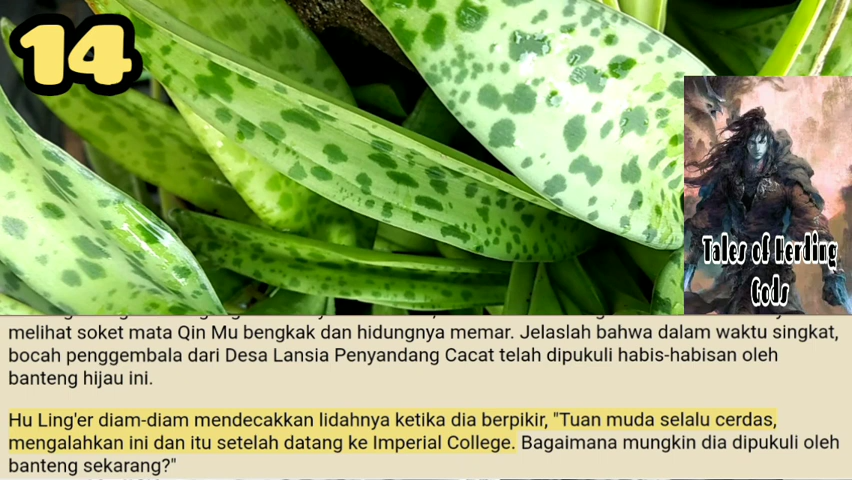 14
Tales of Herding
Gods
melihat soket mata Qin Mu bengkak dan hidungnya memar. Jelaslah bahwa dalam waktu singkat,
bocah penggembala dari Desa Lansia Penyandang Cacat telah dipukuli habis-habisan oleh
banteng hijau ini.
Hu Ling'er diam-diam mendecakkan lidahnya ketika dia berpikir, "Tuan muda selalu cerdas,
mengalahkan ini dan itu setelah datang ke Imperial College. Bagaimana mungkin dia dipukuli oleh
banteng sekarang?"